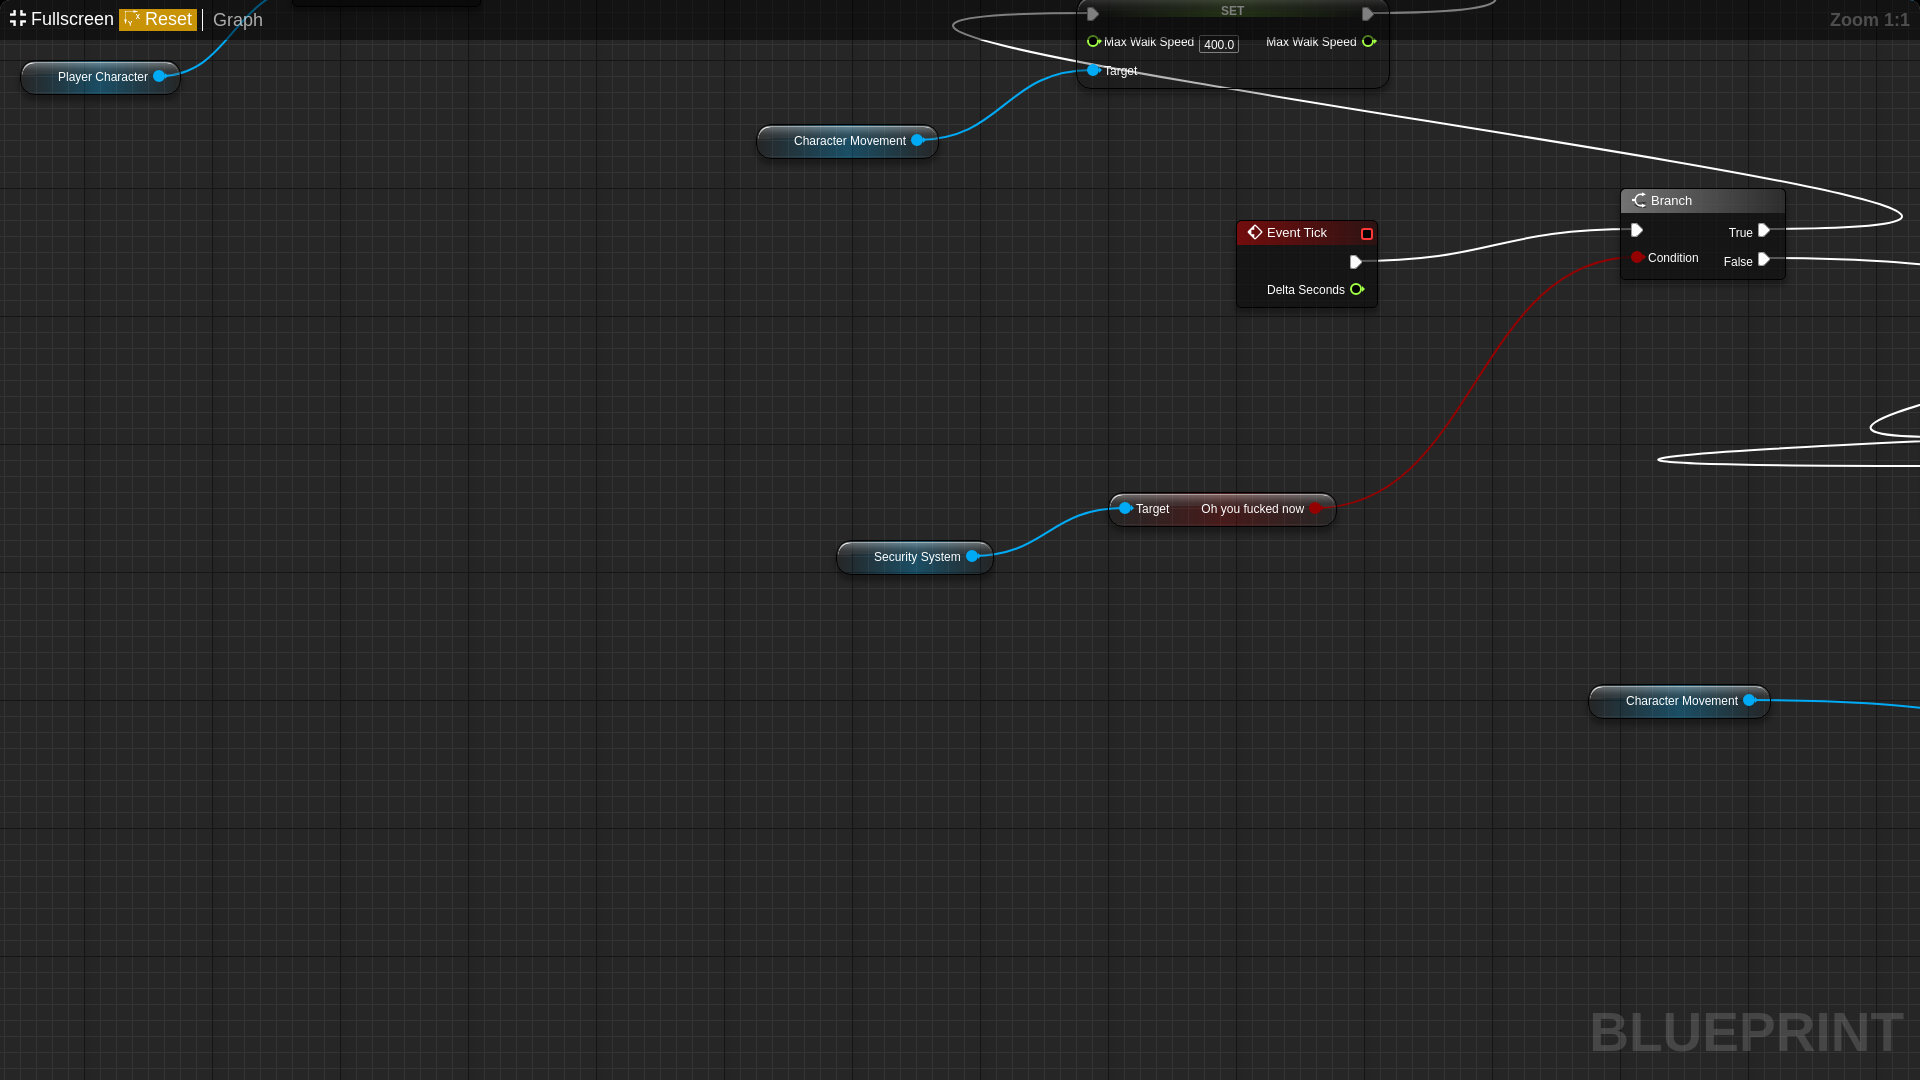 Fullscreen Reset Graph Zoom 1:1
SET
Max Walk Speed 400.0 Max Walk Speed
Target
Player Character
Character Movement
Branch
True
Condition
False
Event Tick
Delta Seconds
Target Oh you fucked now
Security System
Character Movement
BLUEPRINT